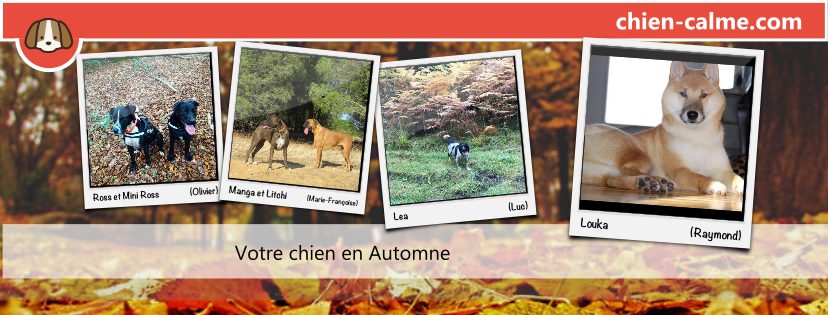 chien-calme.com
Ross et Mini Ross (Olivier)
Manga et Litchi (Marie-Françoise)
Lea (Luc)
Louka (Raymond)
Votre chien en Automne